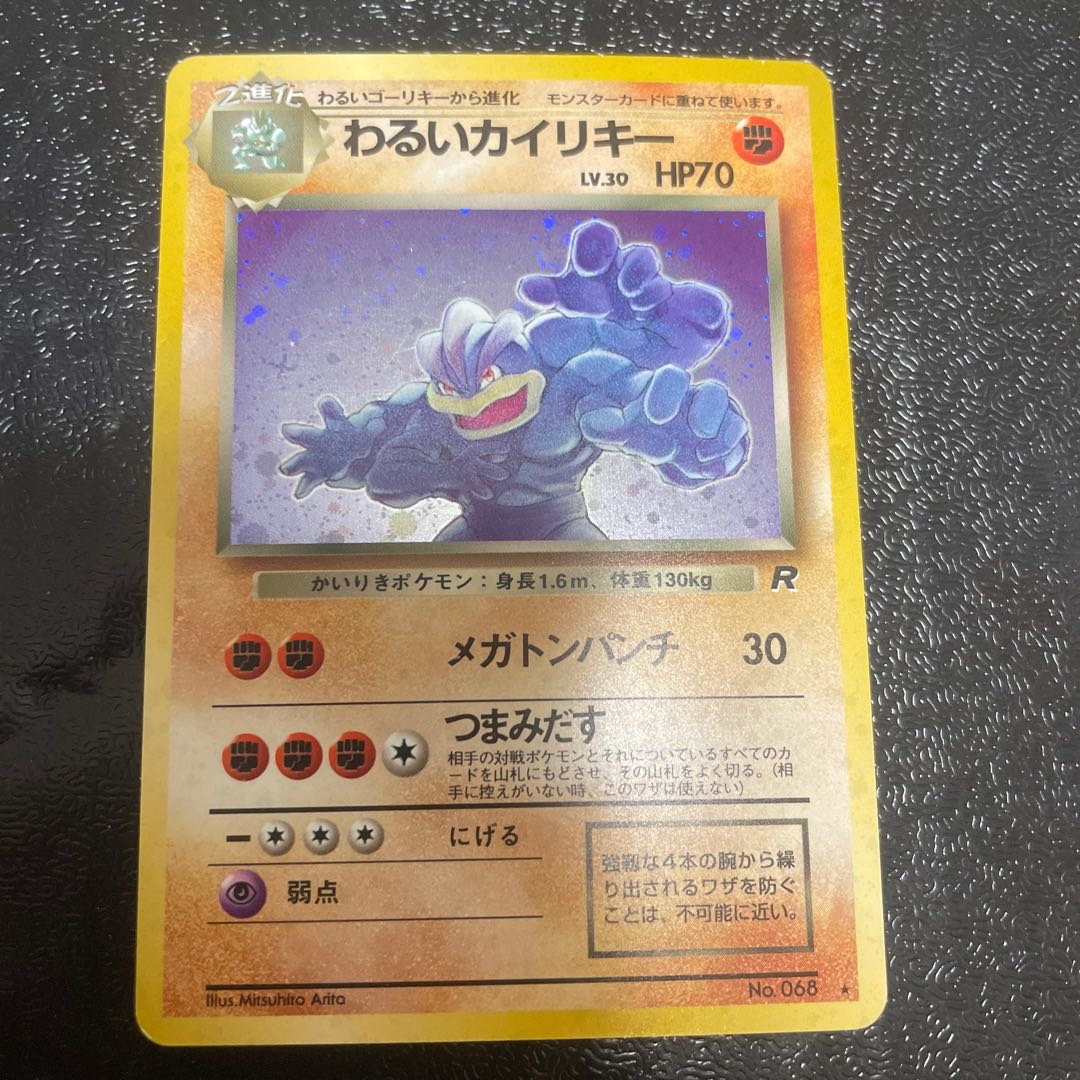 2進化 わるいゴーリキーから進化 モンスターカードに重ねて使います。
わるいカイリキー
LV.30 HP70
かいりきポケモン：身長1.6m、体重130kg R
メガトンパンチ 30
つまみだす
相手の対戦ポケモンとそれについているすべてのカ
ードを山札にもどさせ、その山札をよく切る。（相
手に控えがいない時、このワザは使えない）
ー にげる
弱点
強靱な4本の腕から繰
り出されるワザを防ぐ
ことは、不可能に近い。
Illus.Mitsuhiro Arita No.068 ★